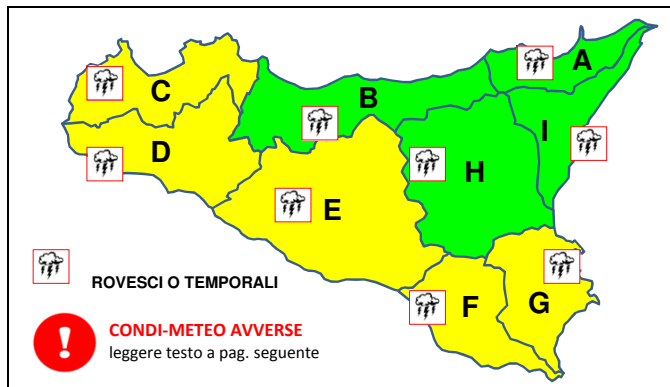 A
C
B
I
D
H
E
F
G
ROVESCI O TEMPORALI
!
CONDI-METEO AVVERSE
leggere testo a pag. seguente